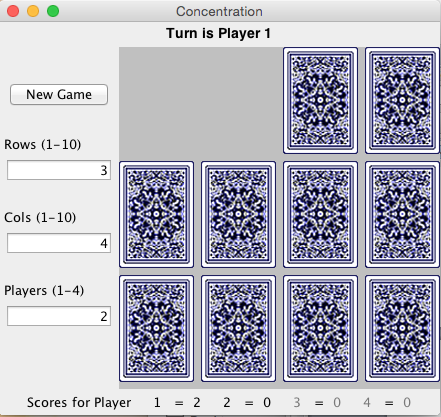 Concentration
Turn is Player 1
New Game
Rows (1-10)
3
Cols (1-10)
4
Players (1-4)
2
Scores for Player 1 = 2 2 = 0 3 = 0 4 = 0